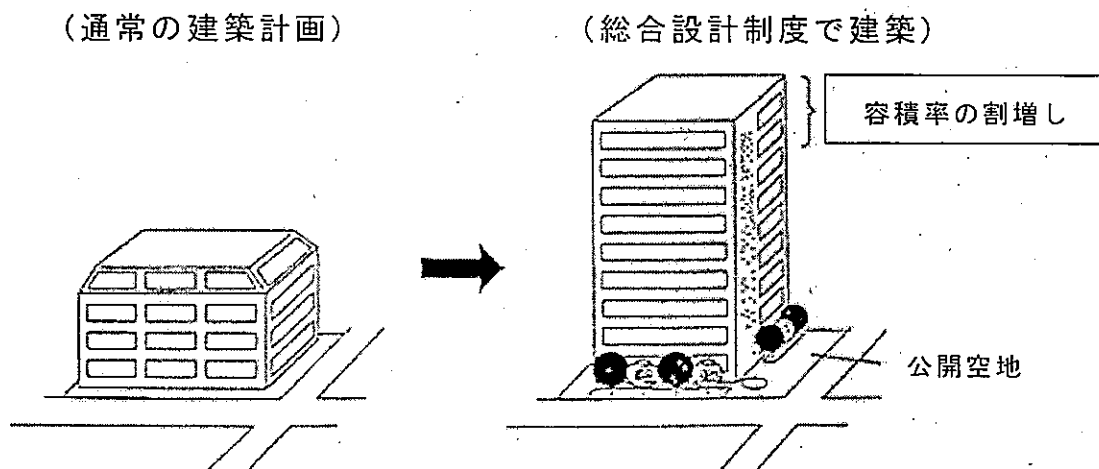 (通常の建築計画)
(総合設計制度で建築)
容積率の割増し
公開空地